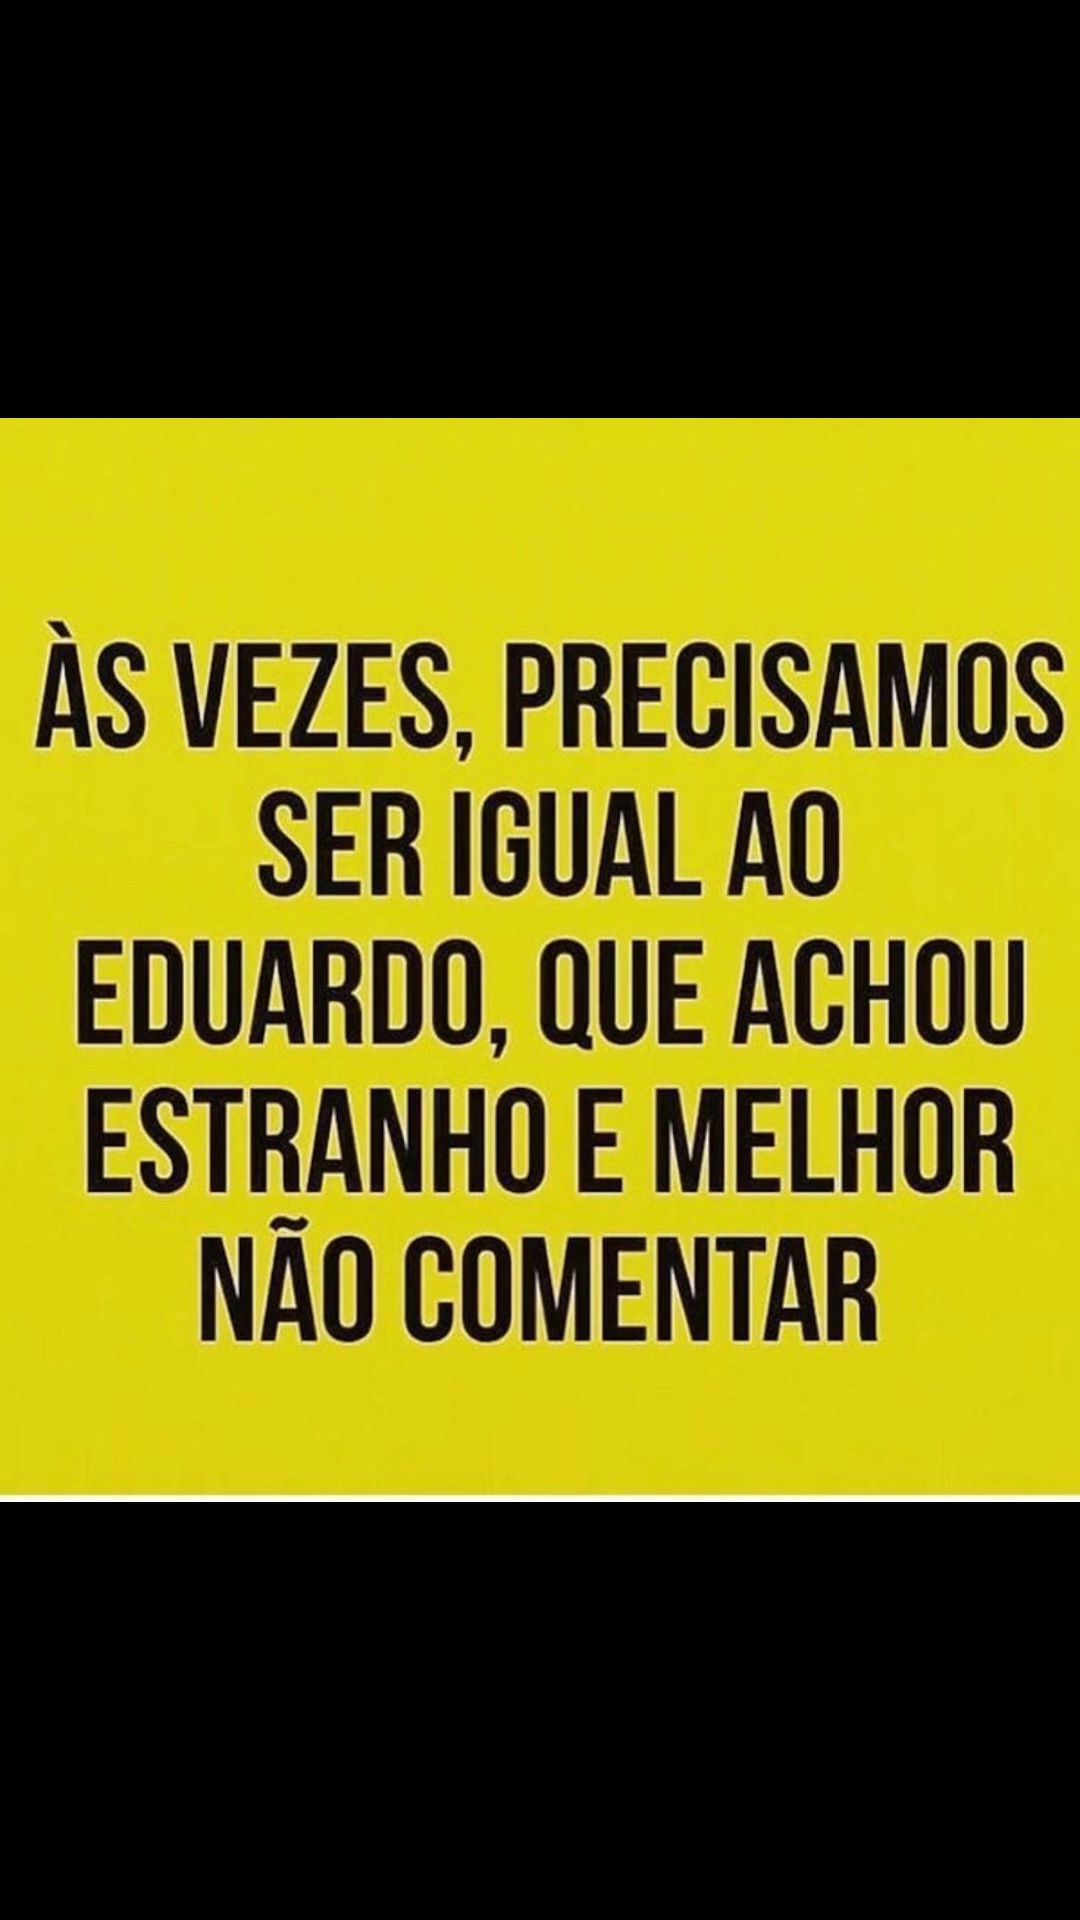 ÀS VEZES, PRECISAMOS
SER IGUAL AO
EDUARDO, QUE ACHOU
ESTRANHO E MELHOR
NÃO COMENTAR